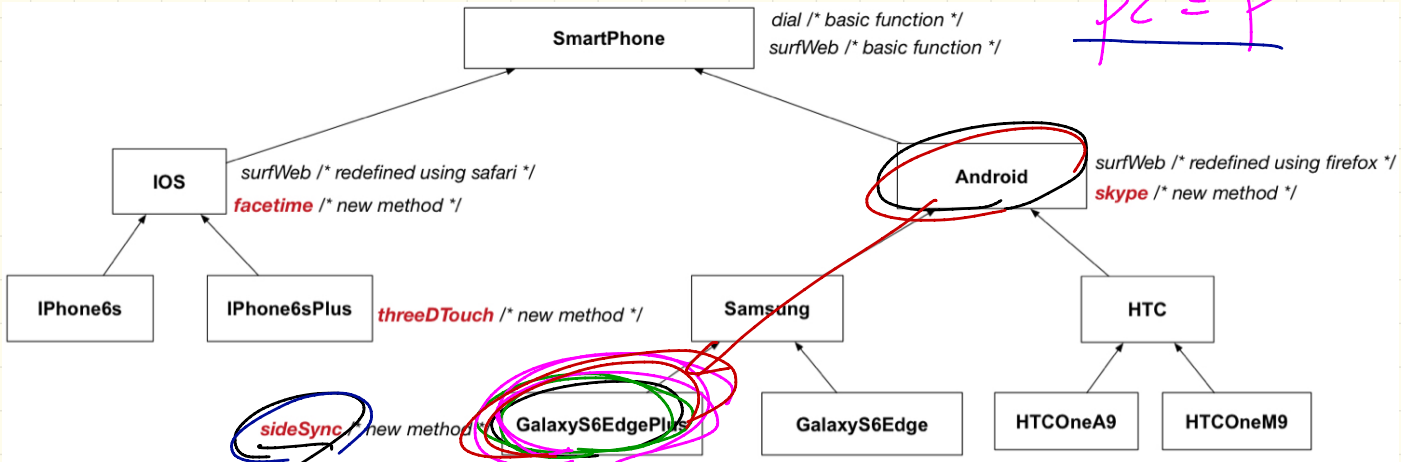 SmartPhone
dial /* basic function */
surfWeb /* basic function */
IOS
surfWeb /* redefined using safari */
facetime /* new method */
Android
surfWeb /* redefined using firefox */
skype /* new method */
IPhone6s
IPhone6sPlus
threeDTouch /* new method */
Samsung
HTC
sideSync /* new method *
GalaxyS6EdgePlus
GalaxyS6Edge
HTCOneA9
HTCOneM9